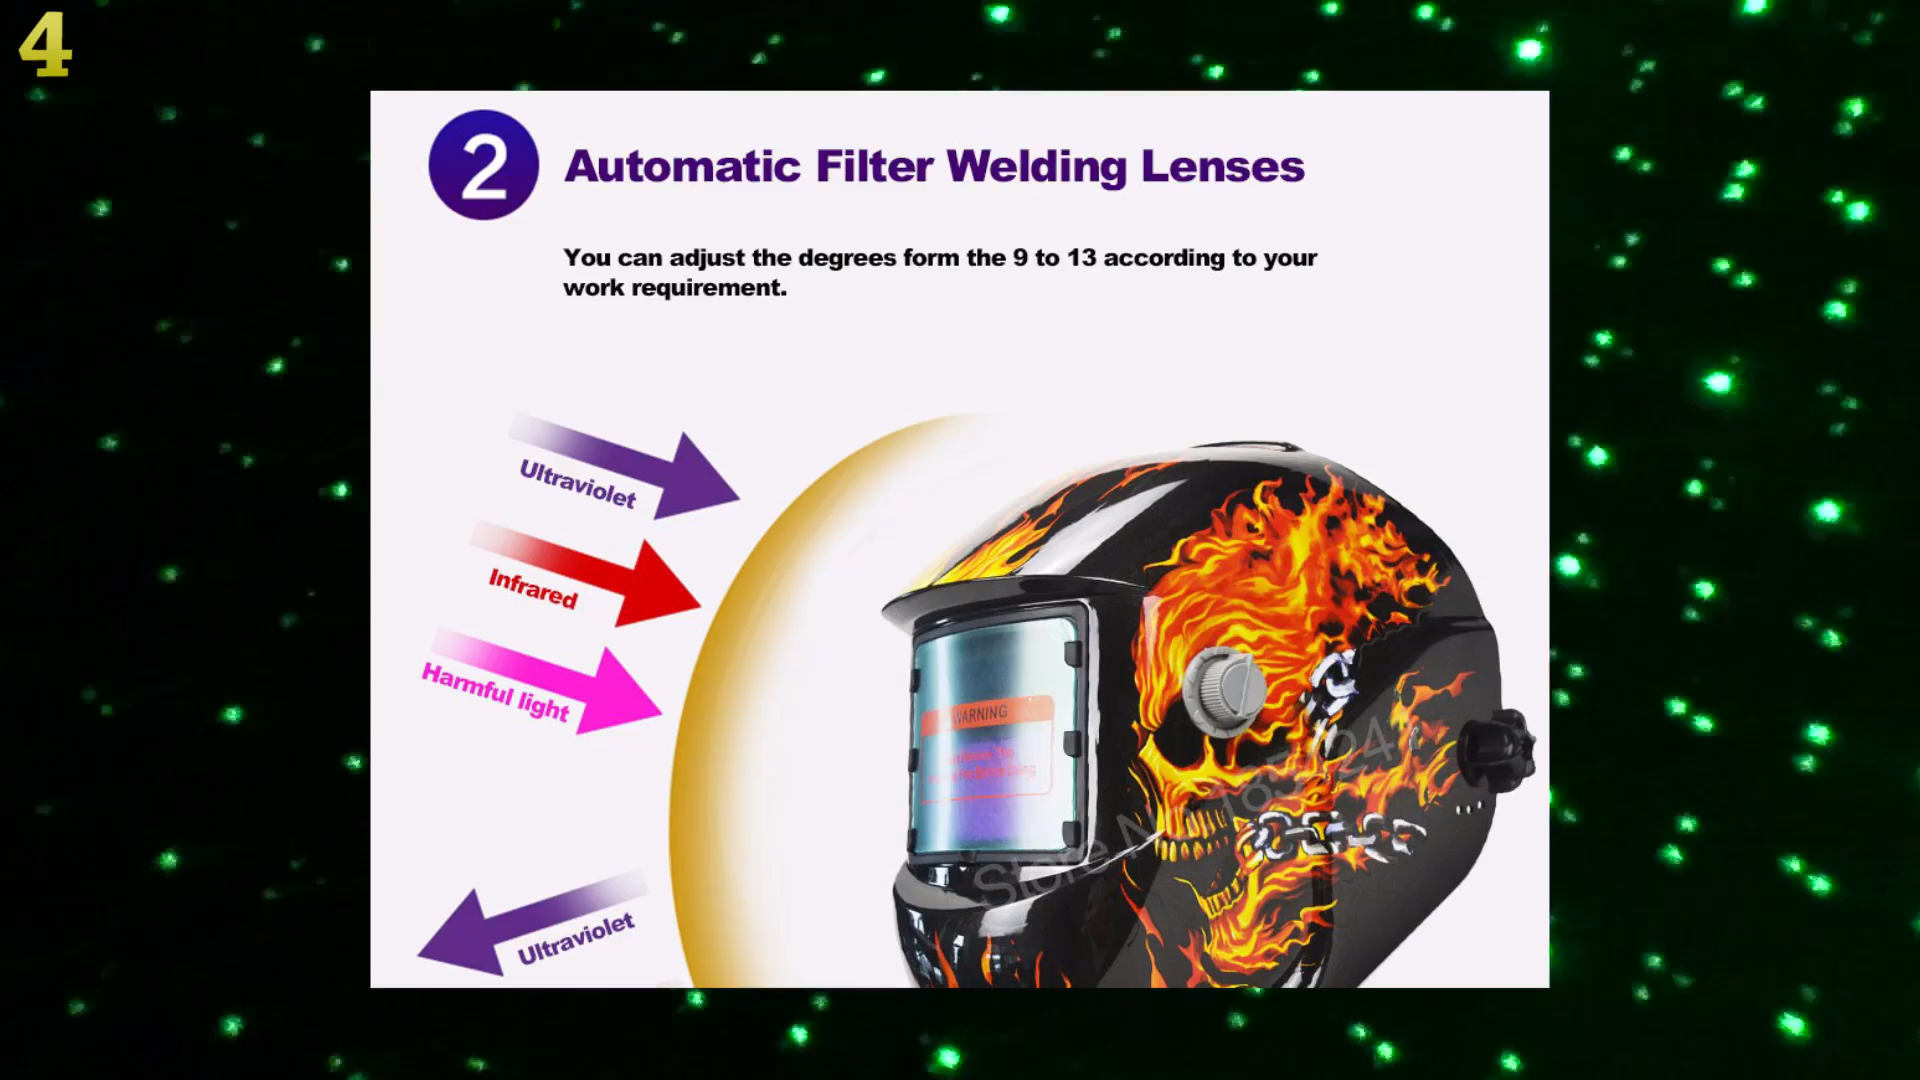 4
2
Automatic Filter Welding Lenses
You can adjust the degrees form the 9 to 13 according to your
work requirement.
Ultraviolet
Infrared
Harmful light
WARNING
Ultraviolet